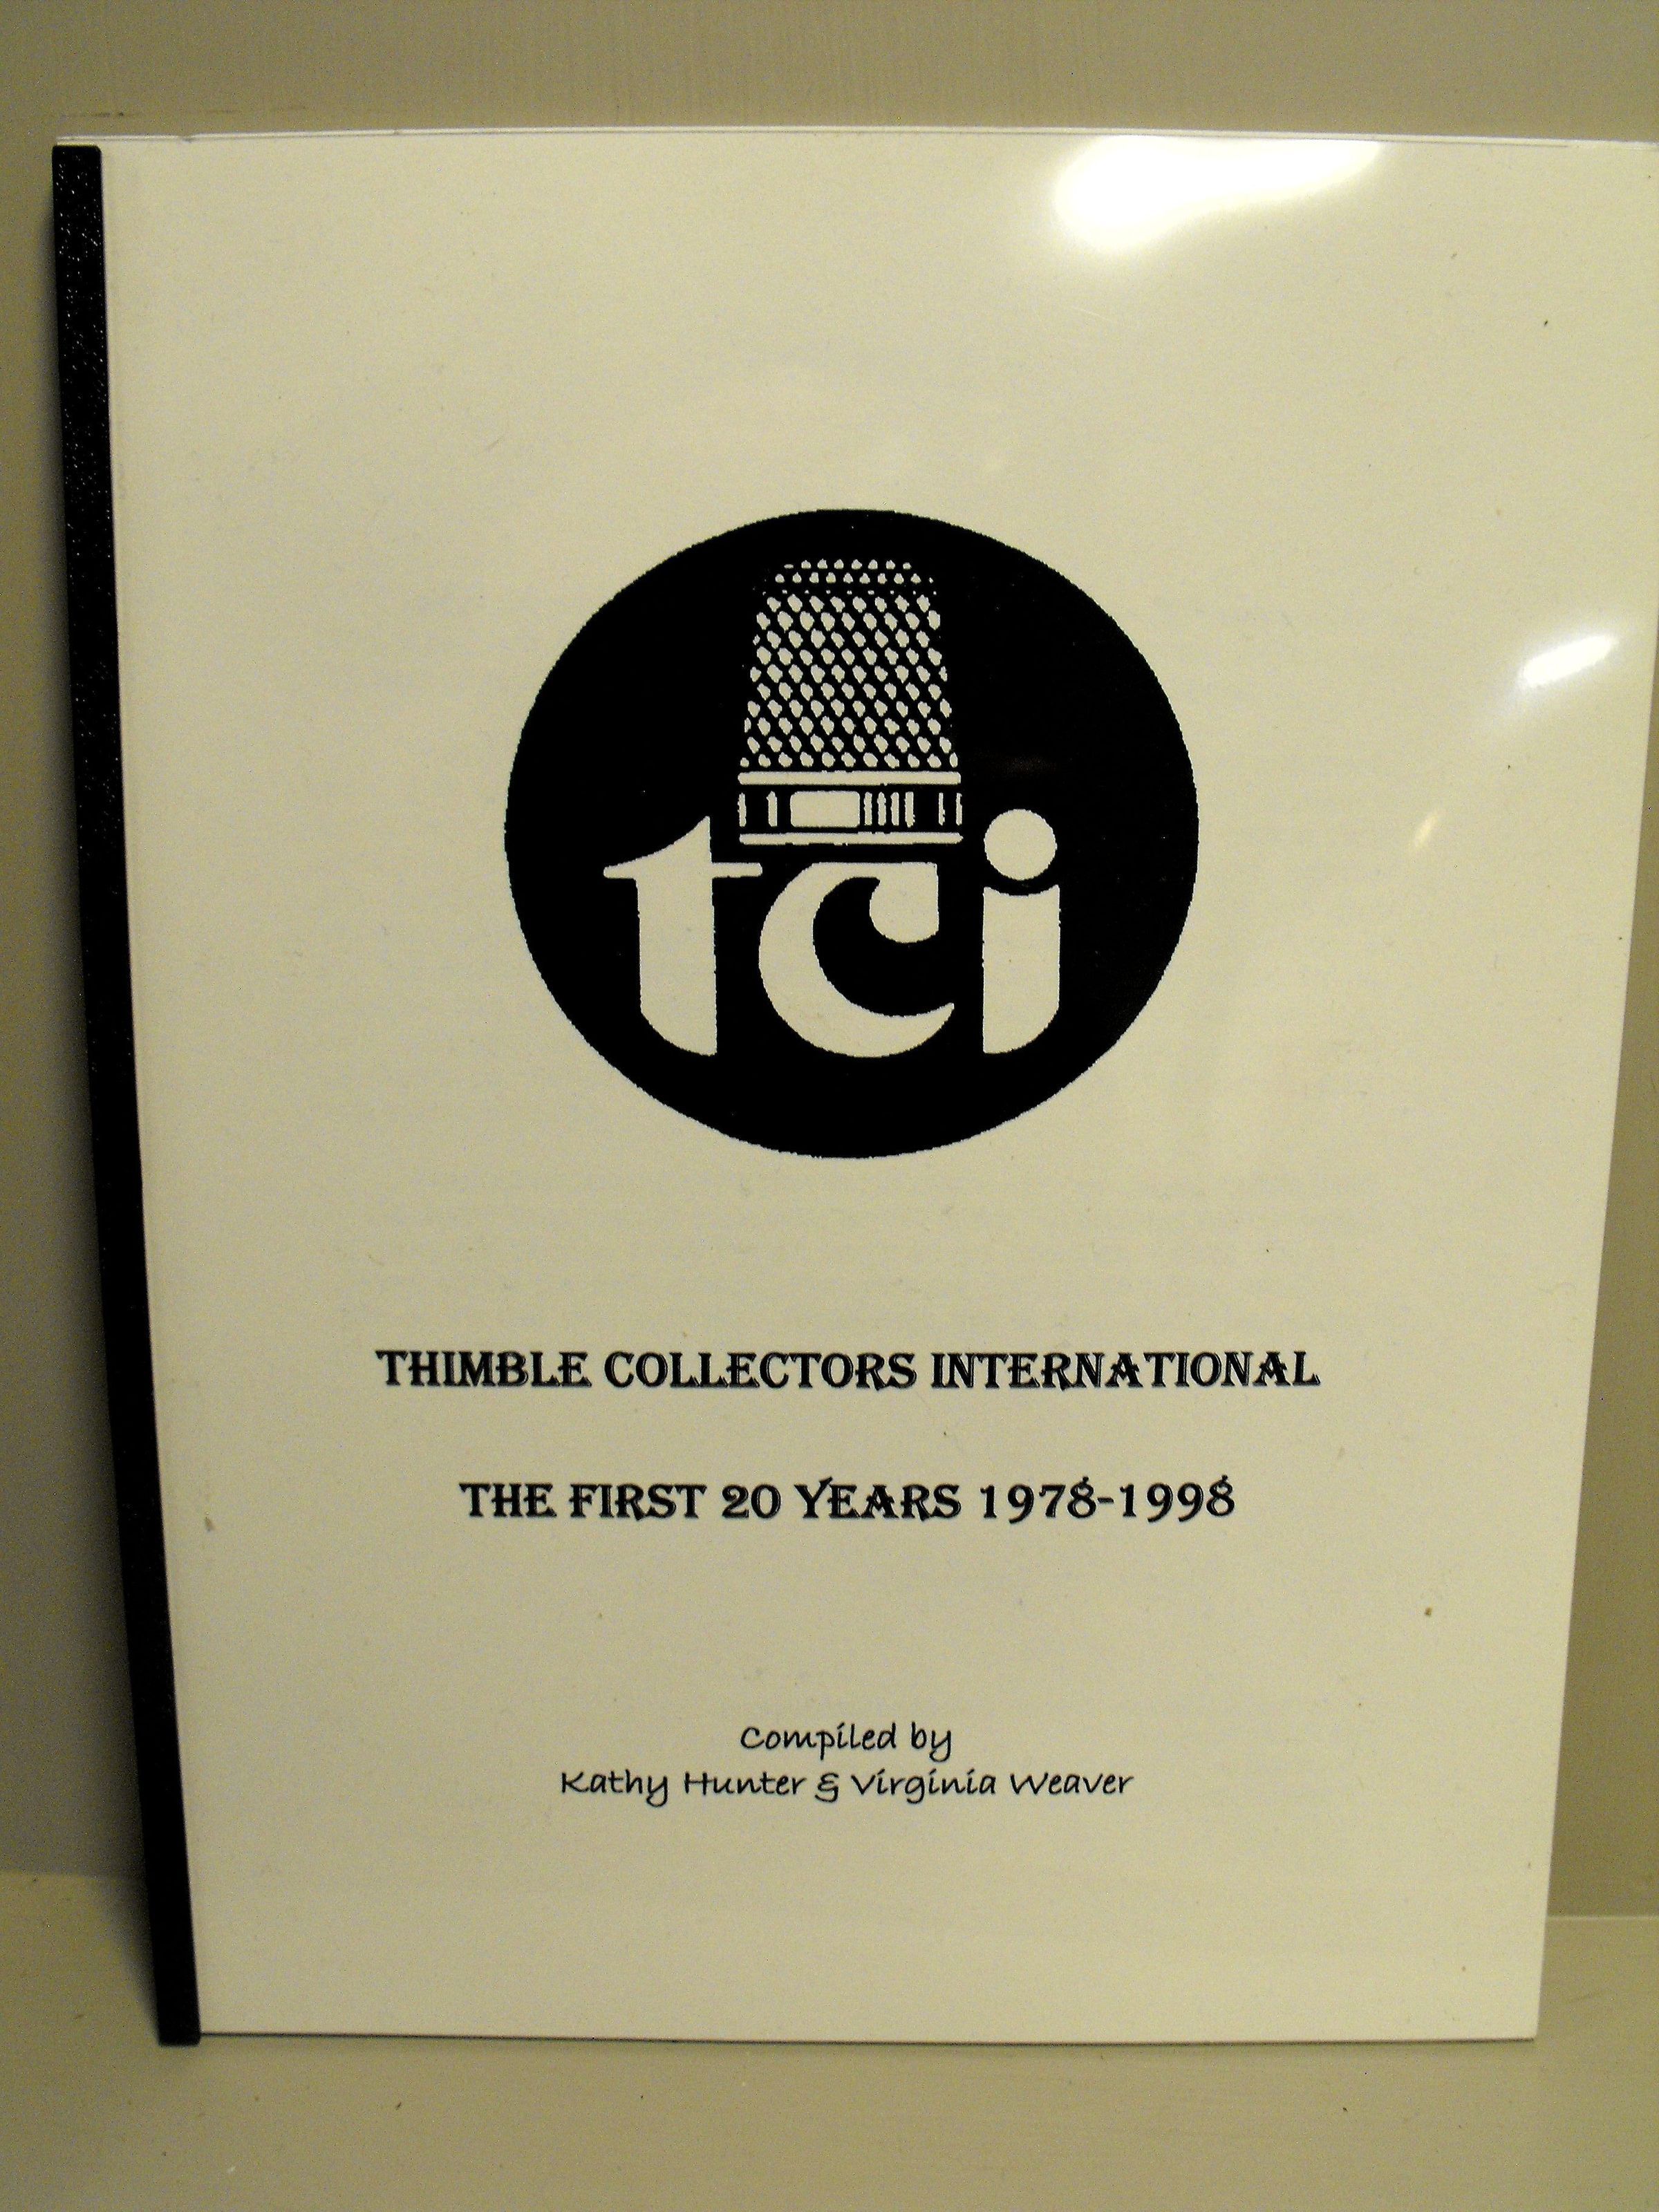 tci
THIMBLE COLLECTORS INTERNATIONAL
THE FIRST 20 YEARS 1978-1998
Compiled by
Kathy Hunter & Virginia Weaver